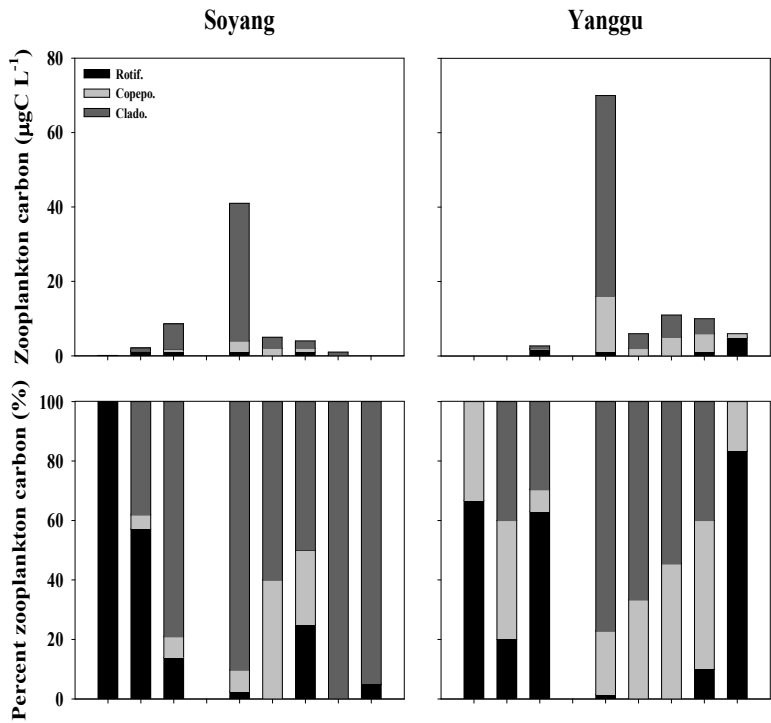 Soyang
Yanggu
Zooplankton carbon (µgC L-1)
80
60
40
20
0
Rotif.
Copepo.
Clado.
Percent zooplankton carbon (%)
100
80
60
40
20
0